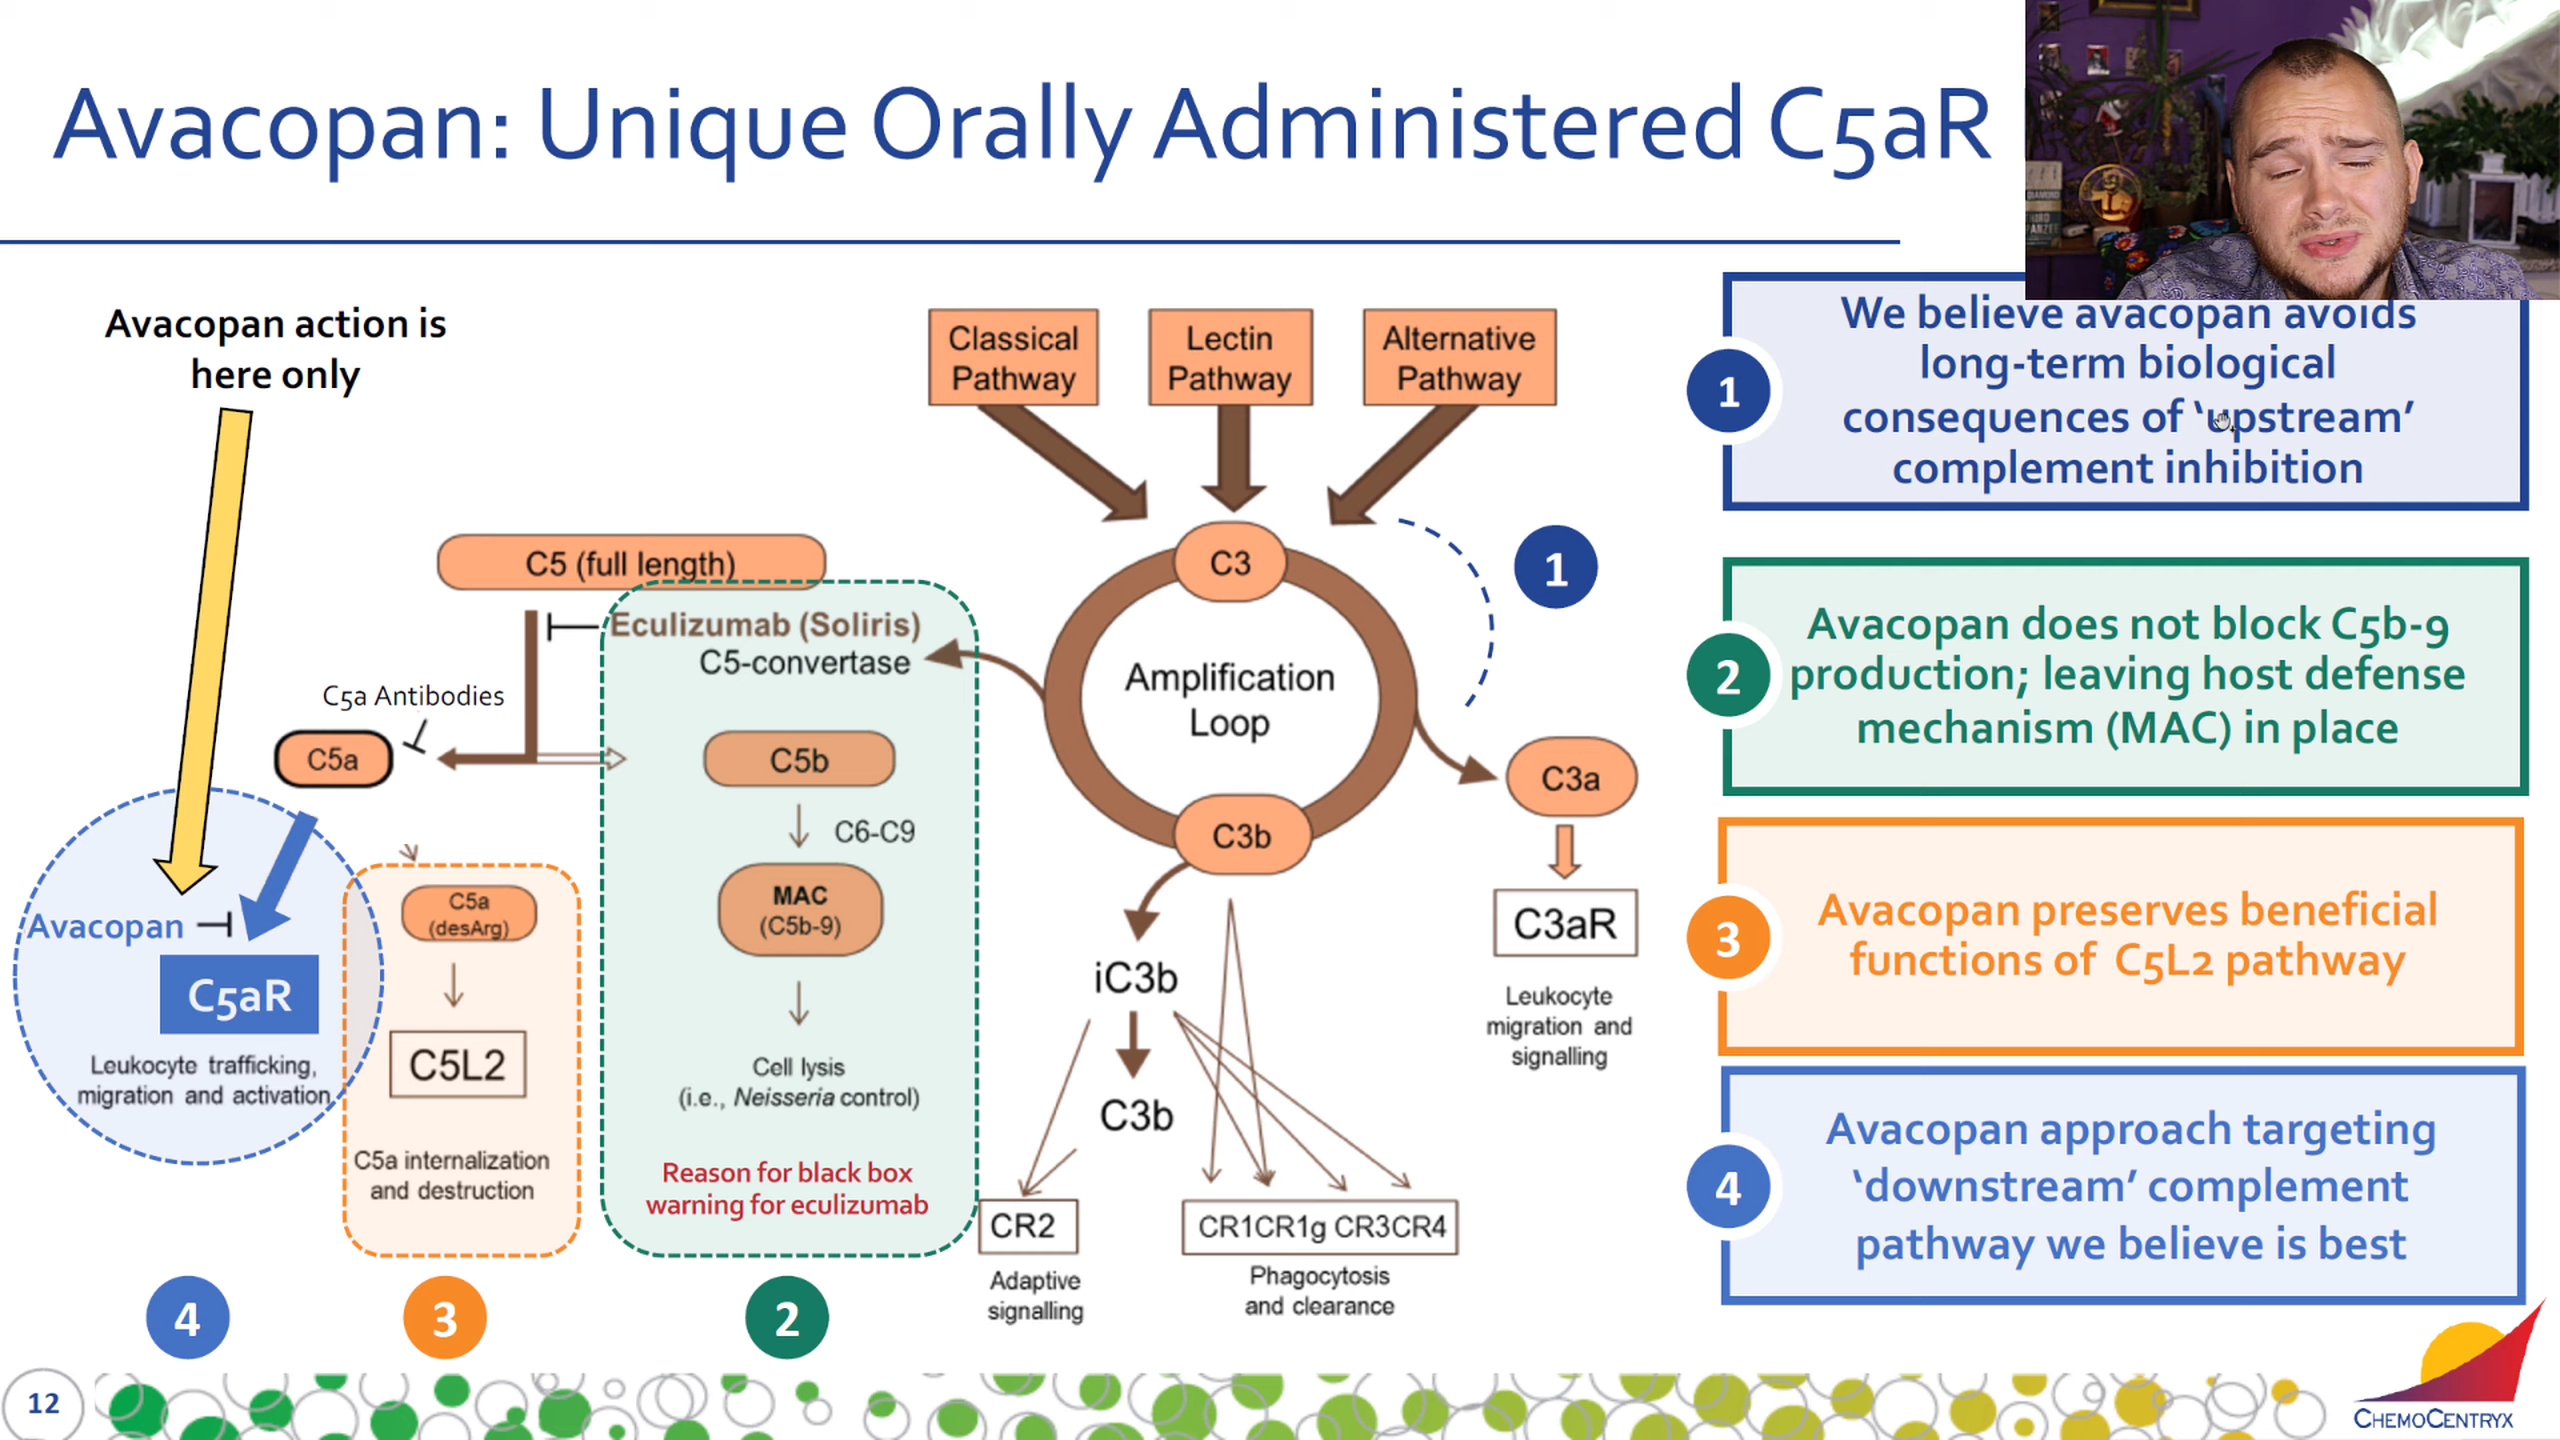 Avacopan: Unique Orally Administered C5aR
Avacopan action is
here only
Classical
Pathway
Lectin
Pathway
Alternative
Pathway
C5 (full length)
Eculizumab (Soliris)
C5-convertase
C5a Antibodies
C5a
C5b
C6-C9
MAC
(C5b-9)
Cell lysis
(i.e., Neisseria control)
Reason for black box
warning for eculizumab
Avacopan
C5aR
Leukocyte trafficking,
migration and activation
C5a
(desArg)
C5L2
C5a internalization
and destruction
C3
Amplification
Loop
C3b
1
C3a
C3aR
Leukocyte
migration and
signalling
iC3b
C3b
CR2
Adaptive
signalling
CR1CR1g CR3CR4
Phagocytosis
and clearance
4
3
2
1
We believe avacopan avoids
long-term biological
consequences of ‘upstream’
complement inhibition
2
Avacopan does not block C5b-9
production; leaving host defense
mechanism (MAC) in place
3
Avacopan preserves beneficial
functions of C5L2 pathway
4
Avacopan approach targeting
‘downstream’ complement
pathway we believe is best
12
CHEMOCENTRYX